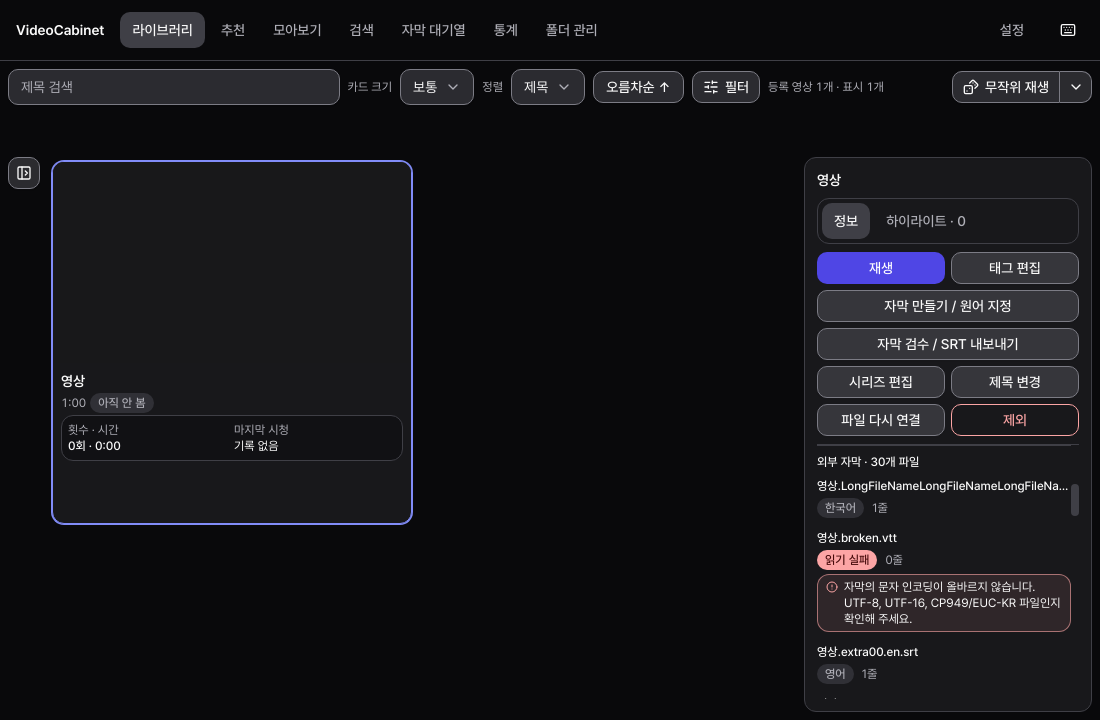 VideoCabinet 라이브러리 추천 모아보기 검색 자막 대기열 통계 폴더 관리 설정
제목 검색 카드 크기 보통 정렬 제목 오름차순 ↑ 필터 등록 영상 1개 · 표시 1개 무작위 재생
영상
1:00 아직 안 봄
횟수 · 시간 마지막 시청
0회 · 0:00 기록 없음
영상
정보 하이라이트 · 0
재생 태그 편집
자막 만들기 / 원어 지정
자막 검수 / SRT 내보내기
시리즈 편집 제목 변경
파일 다시 연결 제외
외부 자막 · 30개 파일
영상.LongFileNameLongFileNameLongFileNa...
한국어 1줄
영상.broken.vtt
읽기 실패 0줄
자막의 문자 인코딩이 올바르지 않습니다.
UTF-8, UTF-16, CP949/EUC-KR 파일인지
확인해 주세요.
영상.extra00.en.srt
영어 1줄